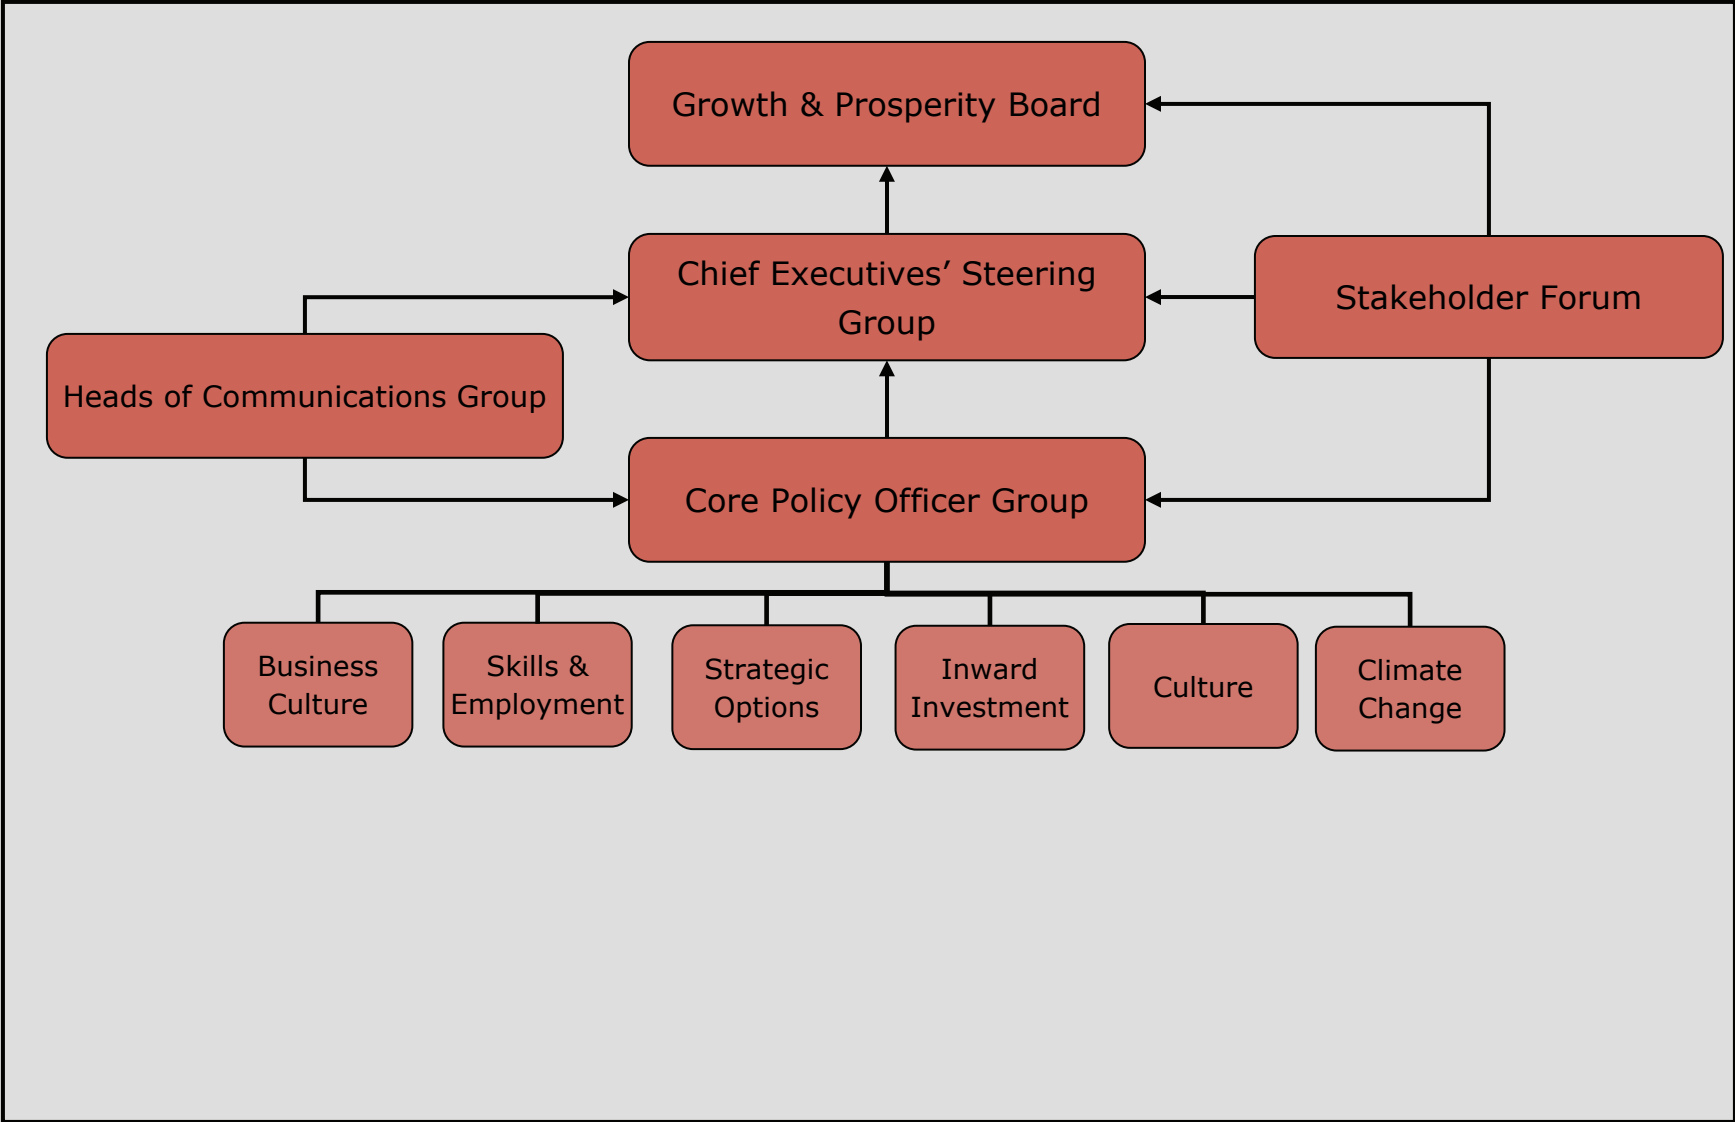 Growth & Prosperity Board
Chief Executives’ Steering
Group
Stakeholder Forum
Heads of Communications Group
Core Policy Officer Group
Business
Culture
Skills &
Employment
Strategic
Options
Inward
Investment
Culture
Climate
Change